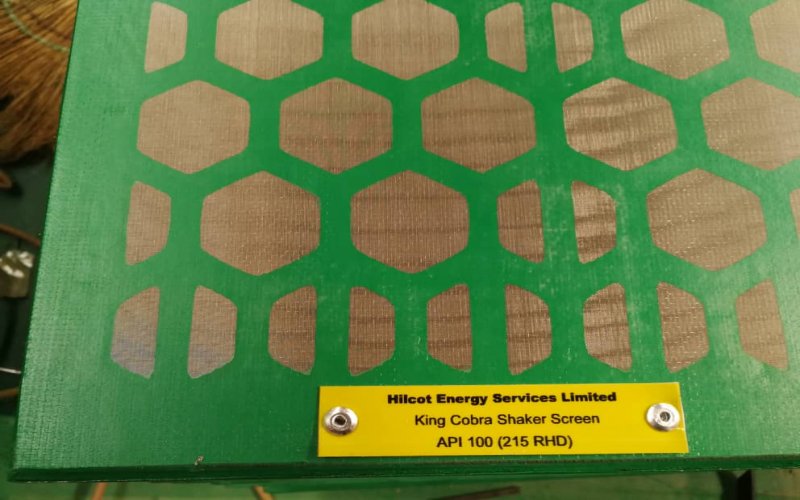 Hilcot Energy Services Limited
King Cobra Shaker Screen
API 100 (215 RHD)